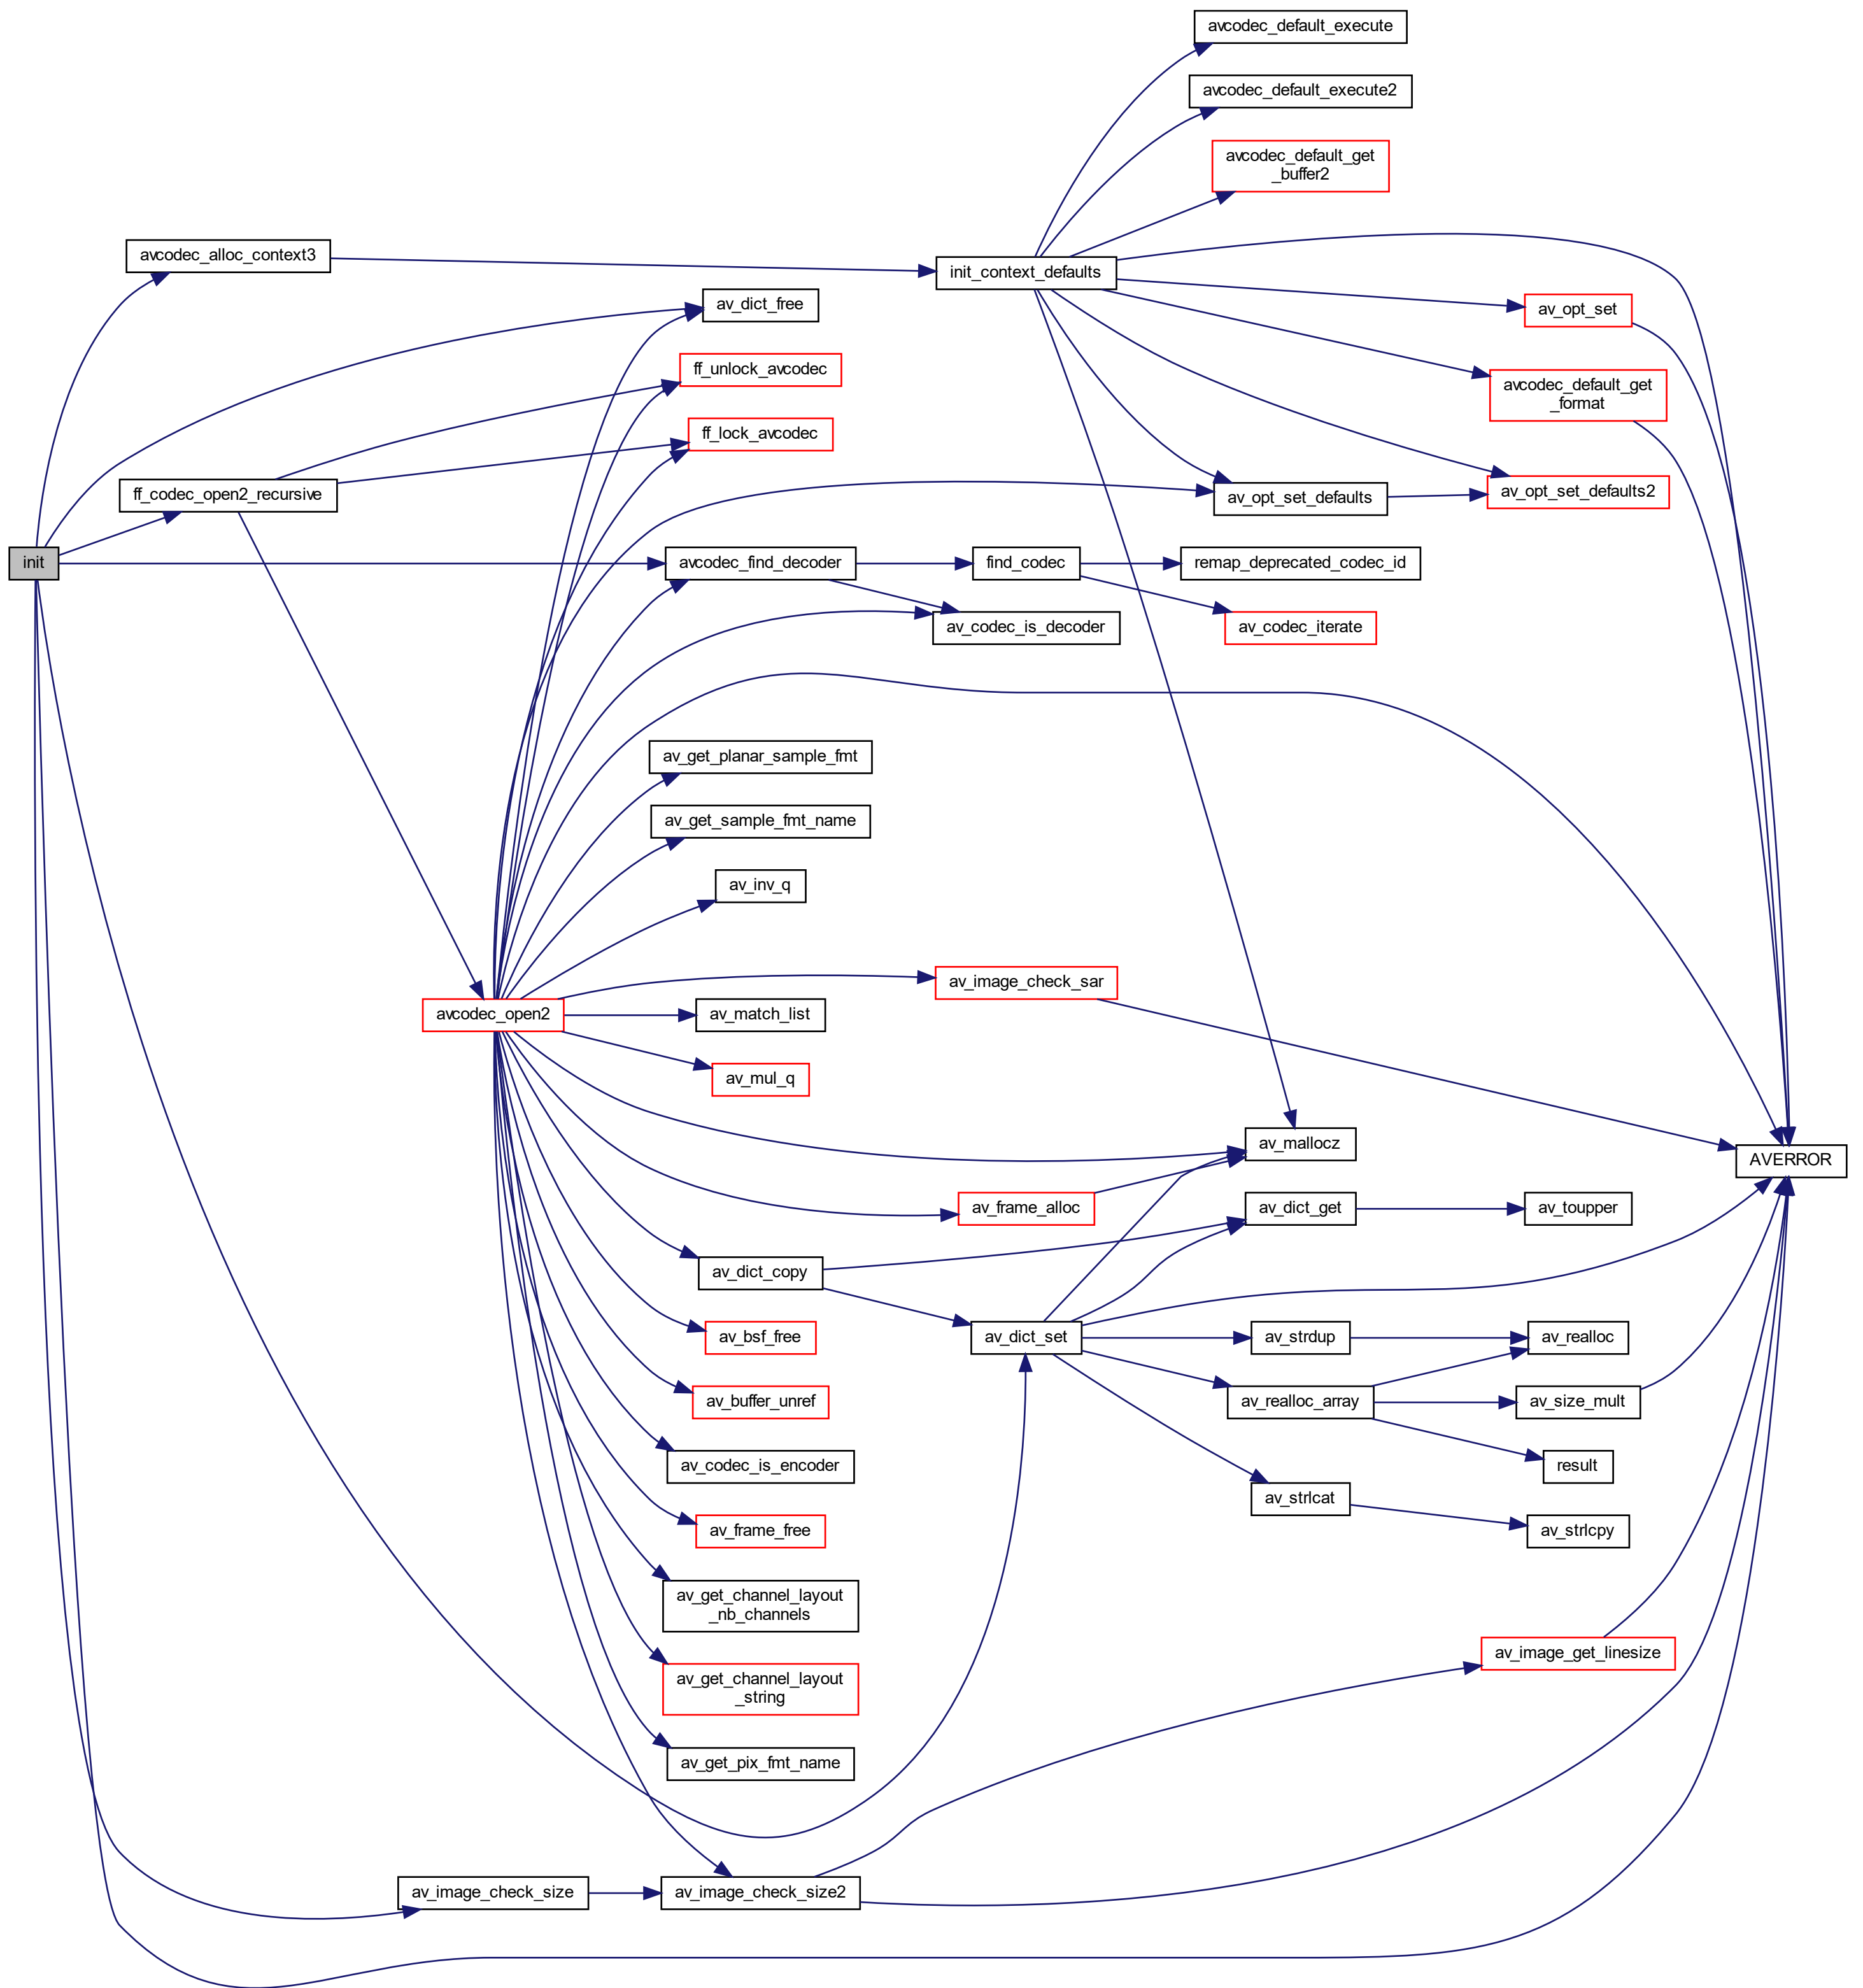 avcodec_default_execute
avcodec_default_execute2
avcodec_default_get
_buffer2
avcodec_alloc_context3
init_context_defaults
av_dict_free
av_opt_set
ff_unlock_avcodec
avcodec_default_get
_format
ff_lock_avcodec
ff_codec_open2_recursive
av_opt_set_defaults
av_opt_set_defaults2
init
avcodec_find_decoder
find_codec
remap_deprecated_codec_id
av_codec_is_decoder
av_codec_iterate
av_get_planar_sample_fmt
av_get_sample_fmt_name
av_inv_q
av_image_check_sar
avcodec_open2
av_match_list
av_mul_q
av_mallocz
AVERROR
av_frame_alloc
av_dict_get
av_toupper
av_dict_copy
av_bsf_free
av_dict_set
av_strdup
av_realloc
av_buffer_unref
av_realloc_array
av_size_mult
av_codec_is_encoder
result
av_strlcat
av_frame_free
av_strlcpy
av_get_channel_layout
_nb_channels
av_image_get_linesize
av_get_channel_layout
_string
av_get_pix_fmt_name
av_image_check_size
av_image_check_size2